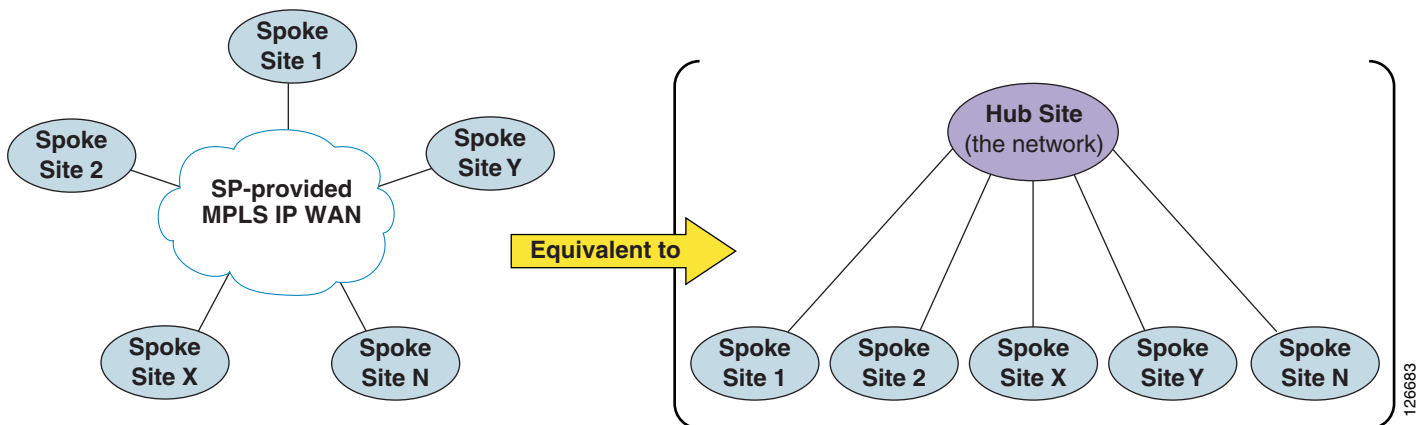 Spoke
Site 1
Spoke
Site 2
Spoke
Site Y
SP-provided
MPLS IP WAN
Spoke
Site X
Spoke
Site N
Equivalent to
Hub Site
(the network)
Spoke
Site 1
Spoke
Site 2
Spoke
Site X
Spoke
Site Y
Spoke
Site N
126683